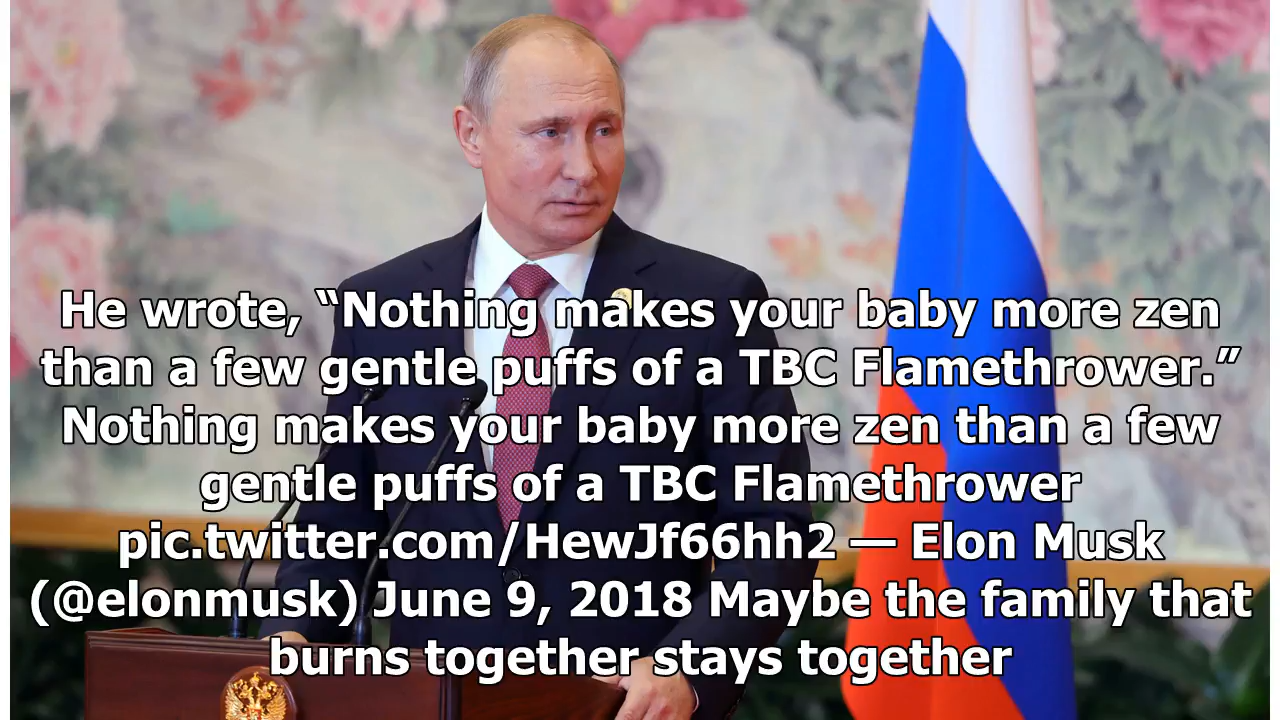 He wrote, “Nothing makes your baby more zen
than a few gentle puffs of a TBC Flamethrower.”
Nothing makes your baby more zen than a few
gentle puffs of a TBC Flamethrower
pic.twitter.com/HewJf66hh2 — Elon Musk
(@elonmusk) June 9, 2018 Maybe the family that
burns together stays together